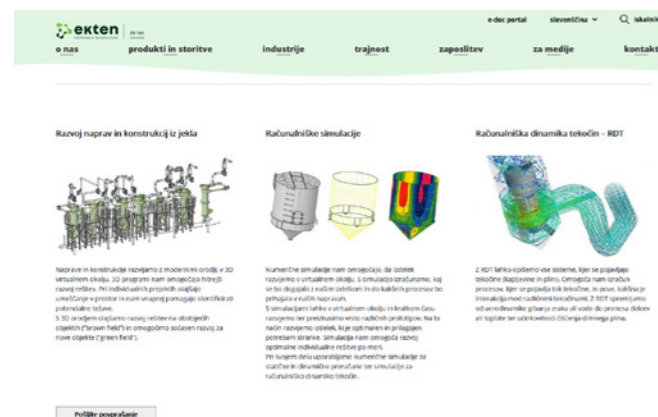 e-doc portal slovenščina iskalnik
ekten
o nas produkti in storitve industrije trajnost zaposlitev za medije kontakt
Razvoj naprav in konstrukcij iz jekla
Naprave in konstrukcije razvijamo z modernimi orodji, v 3D
virtualnem okolju. 3D programi nam omogočajo hitrejši
razvoj rešitev. Pri individualnih projektih olajšajo
umeščanje v prostor in nam vnaprej pomagajo identificirati
potencialne težave.
S 3D orodjem olajšamo razvoj rešitev na obstoječih
objektih ("brown field") in omogočimo sočasen razvoj za
nove objekte ("green field").
Računalniške simulacije
Numerične simulacije nam omogočajo, da izdelek
razvijemo v virtualnem okolju. S simulacijo izračunamo, kaj
se bo dogajalo z našim izdelkom in do kakšnih procesov bo
prihajalo v naših napravah.
S simulacijami lahko v virtualnem okolju in kratkem času
razvijemo ter preizkusimo vrsto različnih prototipov. Na ta
način razvijemo izdelek, ki je optimalen in prilagojen
potrebam stranke. Simulacija nam omogoča razvoj
optimalne individualne rešitve po meri.
Pri svojem delu uporabljamo numerične simulacije za
statične in dinamične preračune ter simulacije za
računalniško dinamiko tekočin.
Računalniška dinamika tekočin – RDT
Z RDT lahko opišemo vse sisteme, kjer se pojavljajo
tekočine (kapljevine in plini). Omogoča nam izračun
procesov, kjer se pojavlja tok tekočine, in pove, kakšna je
interakcija med različnimi tekočinami. Z RDT spremljamo
od aerodinamike gibanja zraka ali vode do prenosa delcev
ali toplote ter učinkovitosti čiščenja dimnega plina.
Pošljite povprašanje